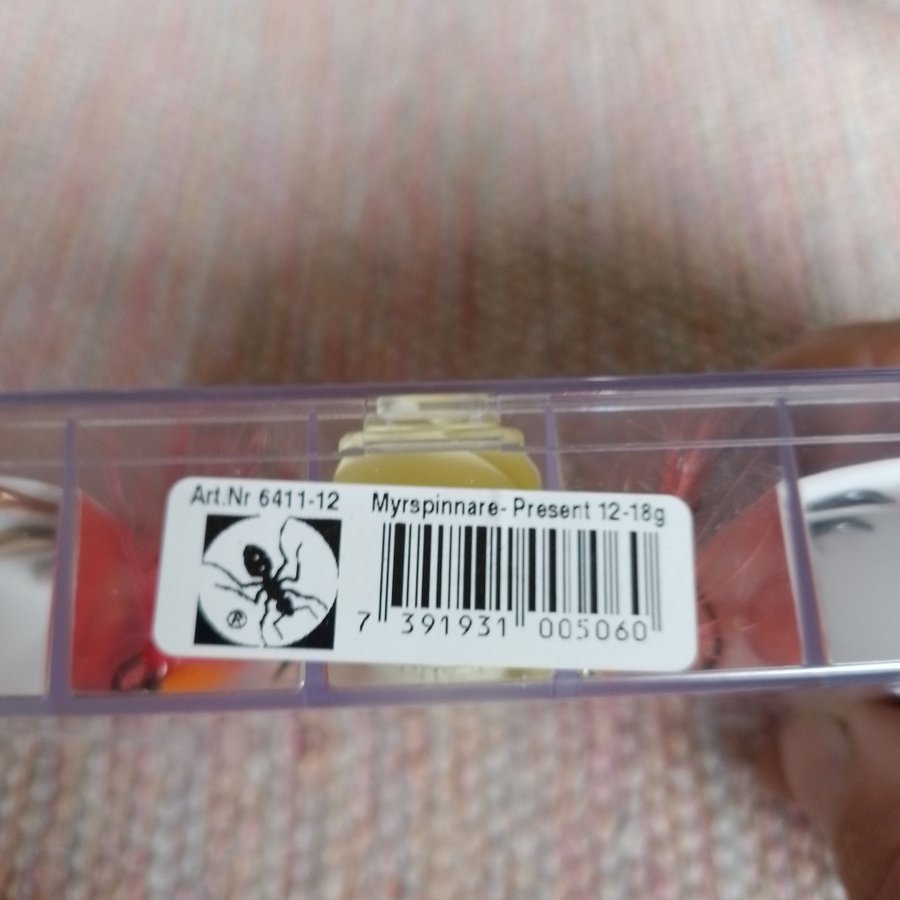 Art.Nr 6411-12 Myrspinnare- Present 12-18g
®
7 391931 005060